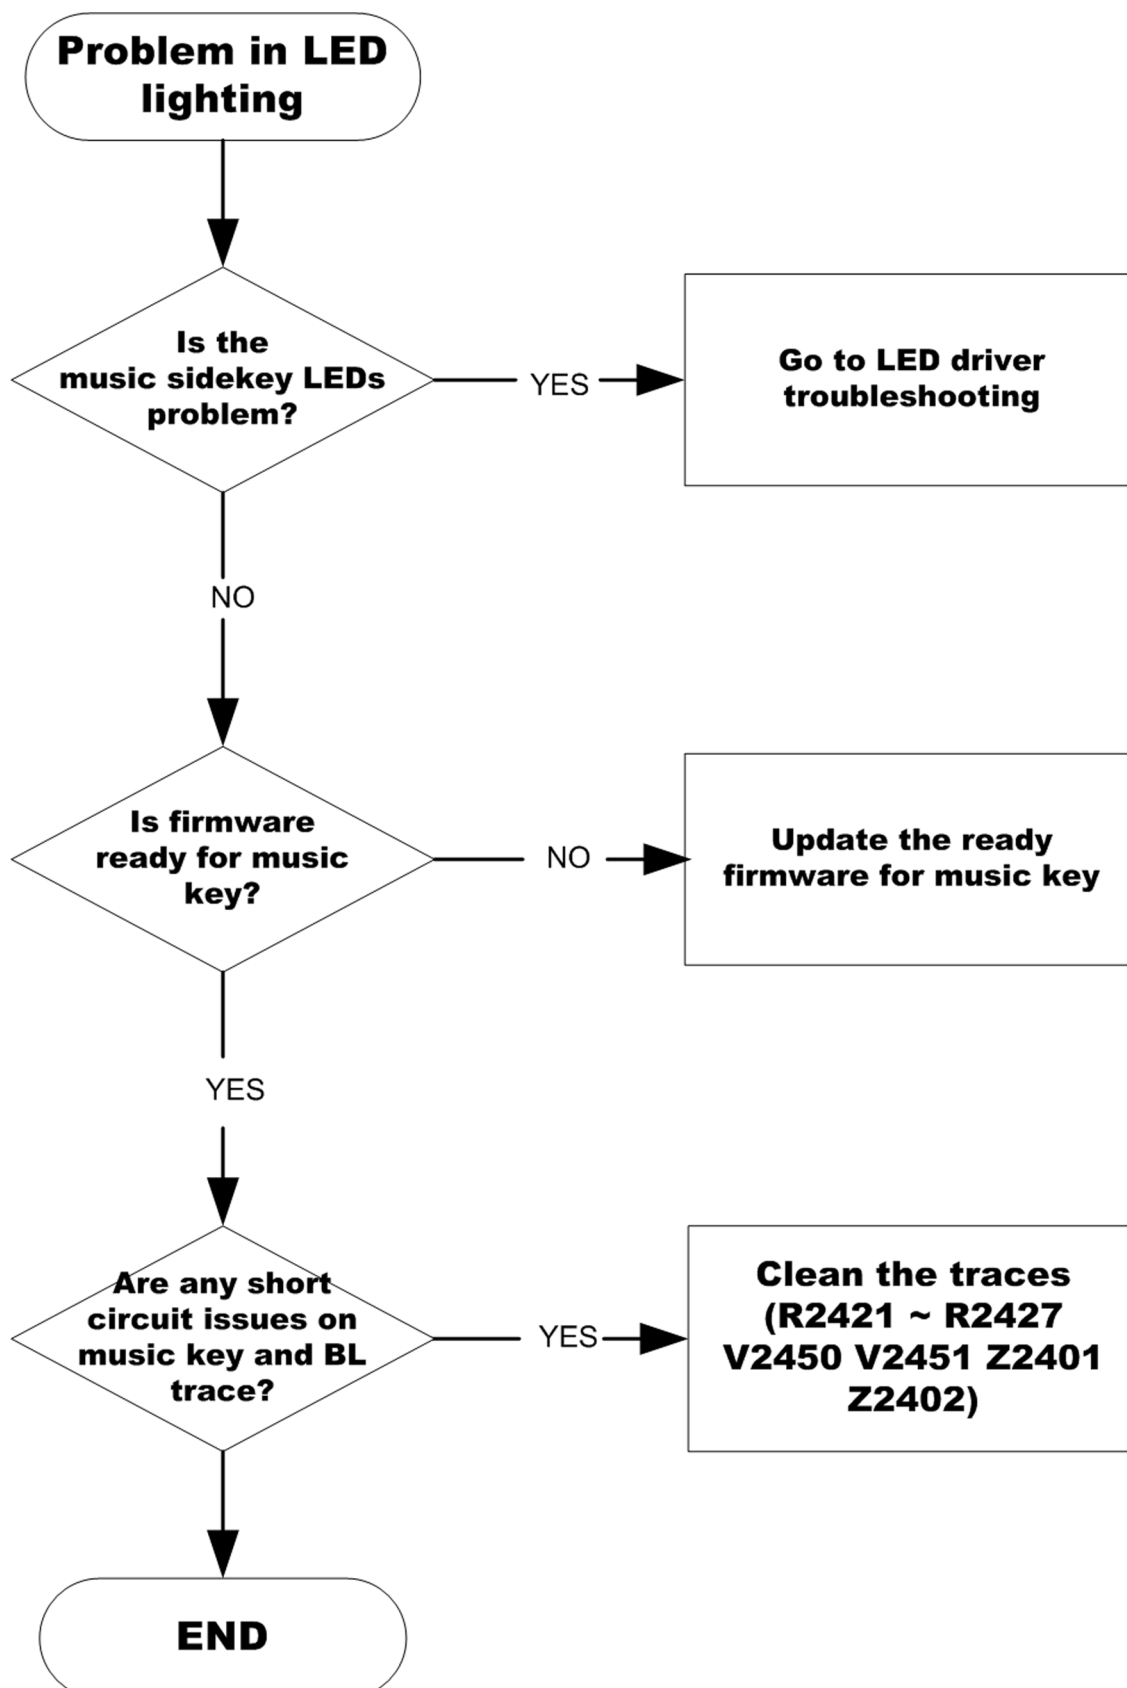 Problem in LED
lighting
Is the
music sidekey LEDs
problem?
YES
Go to LED driver
troubleshooting
NO
Is firmware
ready for music
key?
NO
Update the ready
firmware for music key
YES
Are any short
circuit issues on
music key and BL
trace?
YES
Clean the traces
(R2421 ~ R2427
V2450 V2451 Z2401
Z2402)
END